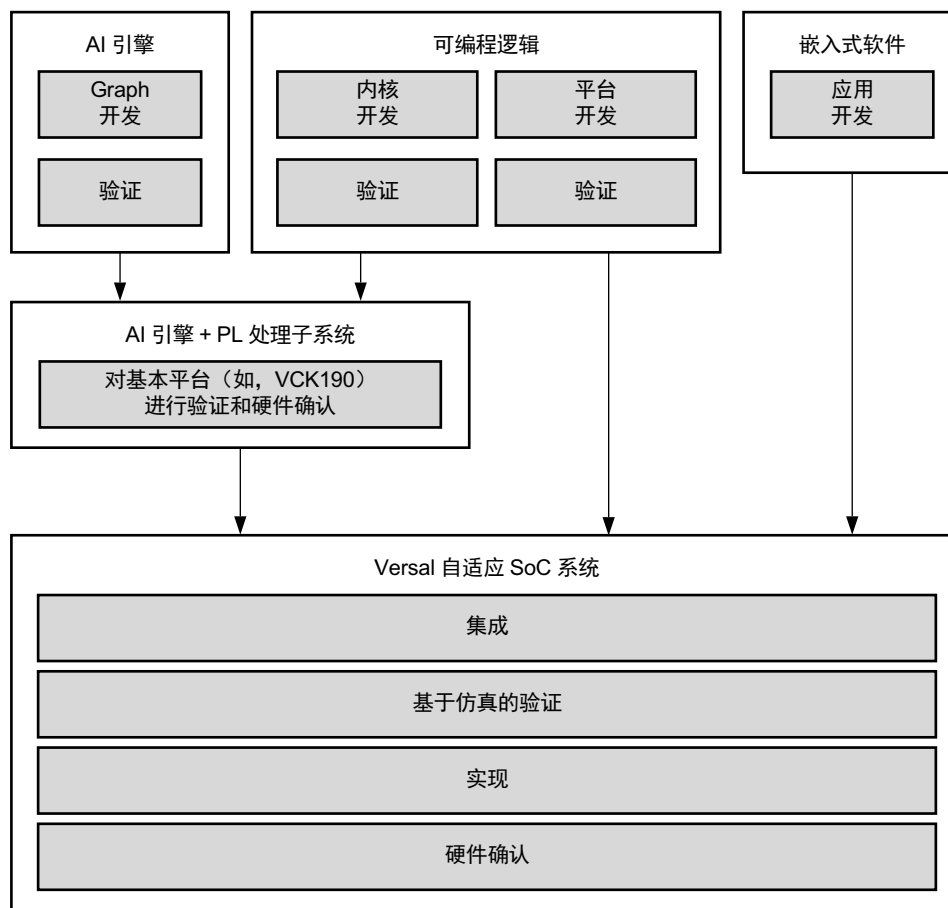 AI 引擎
Graph
开发
验证
可编程逻辑
内核
开发
平台
开发
验证
验证
嵌入式软件
应用
开发
AI 引擎 + PL 处理子系统
对基本平台（如，VCK190）
进行验证和硬件确认
Versal 自适应 SoC 系统
集成
基于仿真的验证
实现
硬件确认